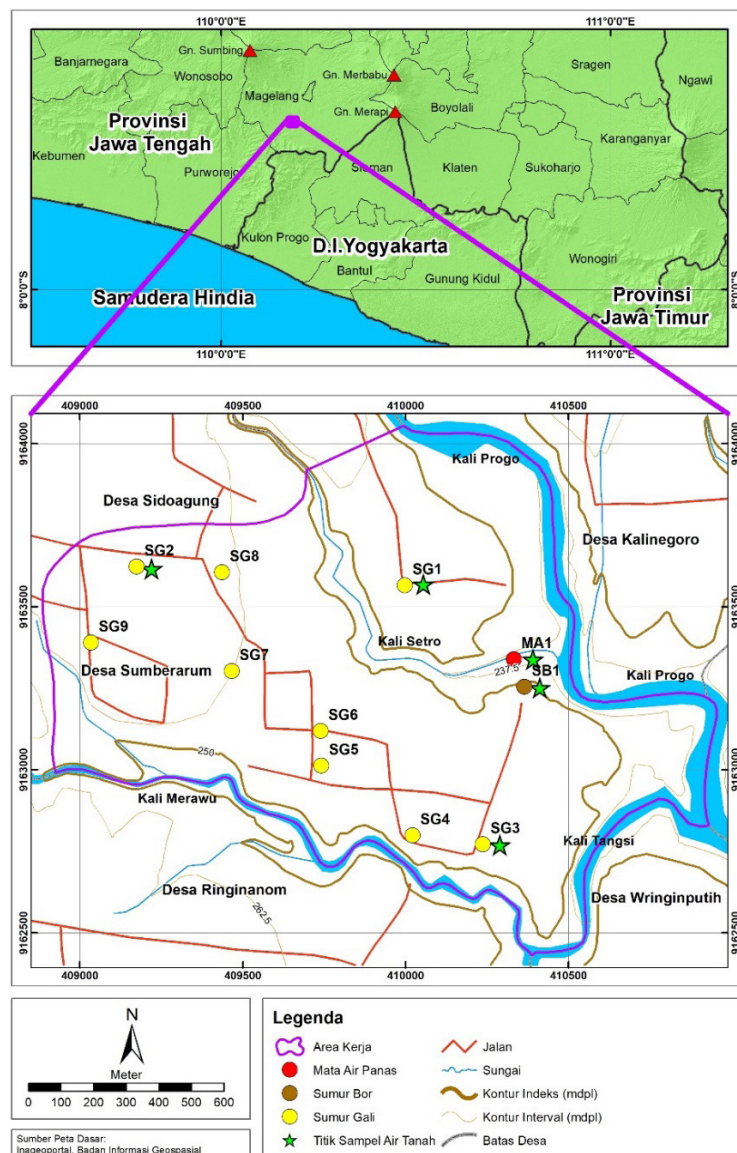 110°0'0"E
111°0'0"E
Gn. Sumbing
Banjarnegara
Wonosobo
Gn. Merbabu
Sragen
Ngawi
Magelang
Boyolali
Gn. Merapi
Provinsi
Jawa Tengah
Karanganyar
Kebumen
Purworejo
Sleman
Klaten
Sukoharjo
Kulon Progo
D.I.Yogyakarta
Bantul
Wonogiri
Gunung Kidul
8°0'0"S
8°0'0"S
Samudera Hindia
Provinsi
Jawa Timur
110°0'0"E
111°0'0"E
409000
409500
410000
410500
9164000
9164000
Kali Progo
Desa Sidoagung
Desa Kalinegoro
SG2
SG8
SG1
9163500
9163500
SG9
Kali Setro
MA1
237.5
SB1
Kali Progo
Desa Sumberarum
SG7
SG6
SG5
250
9163000
9163000
Kali Merawu
SG4
SG3
Kali Tangsi
Desa Ringinanom
262.5
Desa Wringinputih
9162500
9162500
409000
409500
410000
410500
N
Meter
0 100 200 300 400 500 600
Sumber Peta Dasar:
Inageoportal, Badan Informasi Geospasial
Legenda
Area Kerja
Mata Air Panas
Sumur Bor
Sumur Gali
Titik Sampel Air Tanah
Jalan
Sungai
Kontur Indeks (mdpl)
Kontur Interval (mdpl)
Batas Desa